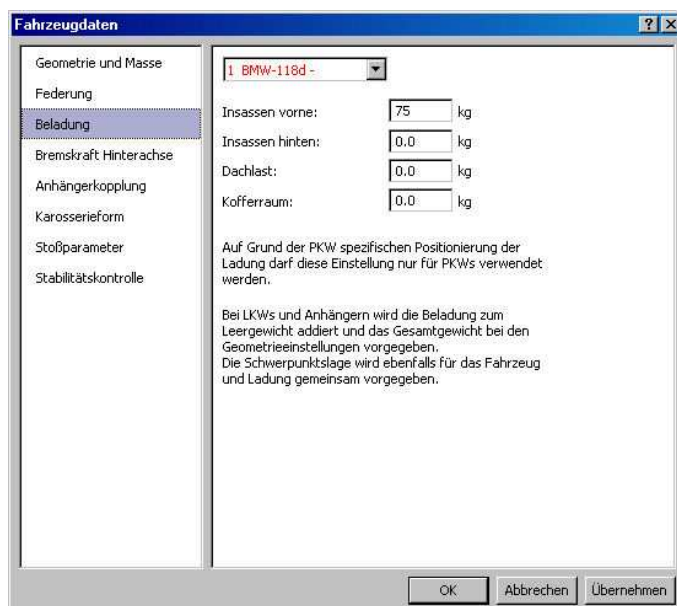 Fahrzeugdaten
Geometrie und Masse
Federung
Beladung
Bremskraft Hinterachse
Anhängerkopplung
Karosserieform
Stoßparameter
Stabilitätskontrolle
1 BMW-118d -
Insassen vorne: 75 kg
Insassen hinten: 0.0 kg
Dachlast: 0.0 kg
Kofferraum: 0.0 kg
Auf Grund der PKW spezifischen Positionierung der
Ladung darf diese Einstellung nur für PKWs verwendet
werden.
Bei LKWs und Anhängern wird die Beladung zum
Leergewicht addiert und das Gesamtgewicht bei den
Geometrieeinstellungen vorgegeben.
Die Schwerpunktslage wird ebenfalls für das Fahrzeug
und Ladung gemeinsam vorgegeben.
OK Abbrechen Übernehmen